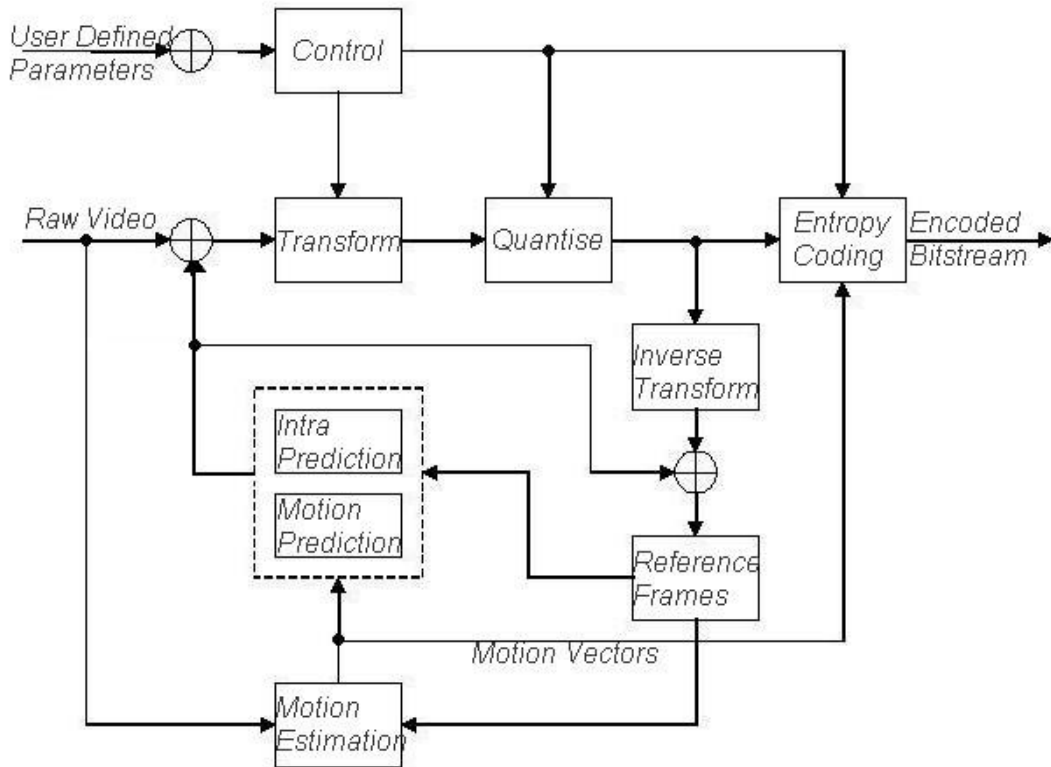 User Defined
Parameters
Control
Raw Video
Transform
Quantise
Entropy
Coding
Encoded
Bitstream
Inverse
Transform
Intra
Prediction
Motion
Prediction
Reference
Frames
Motion Vectors
Motion
Estimation